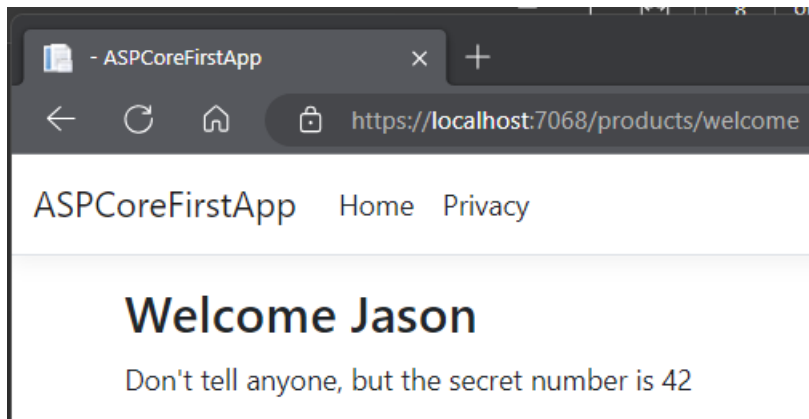 - ASPCoreFirstApp
https://localhost:7068/products/welcome
ASPCoreFirstApp Home Privacy
Welcome Jason
Don't tell anyone, but the secret number is 42